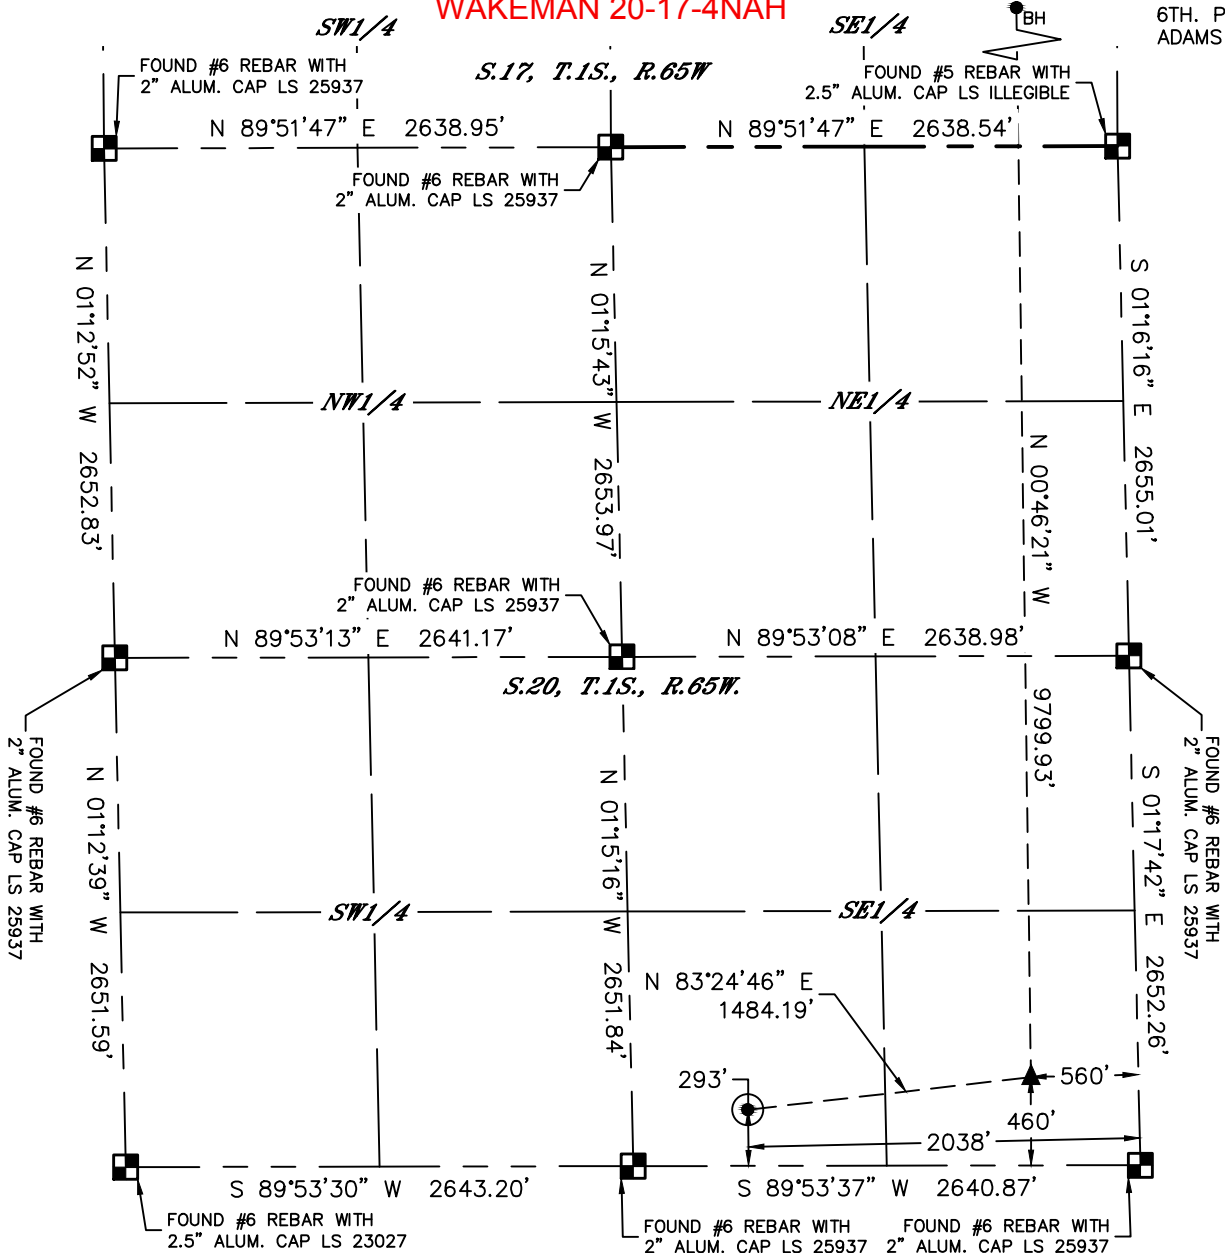 WAKEMAN 20-17-4NAH
6TH. P
ADAMS
BH
SW1/4
SE1/4
S.17, T.1S., R.65W
FOUND #6 REBAR WITH
2" ALUM. CAP LS 25937
FOUND #5 REBAR WITH
2.5" ALUM. CAP LS ILLEGIBLE
N 89°51'47" E 2638.95'
N 89°51'47" E 2638.54'
FOUND #6 REBAR WITH
2" ALUM. CAP LS 25937
N 01°12'52" W 2652.83'
N 01°15'43" W 2653.97'
S 01°16'16" E 2655.01'
NW1/4
NE1/4
N 00°46'21" W 9799.93'
FOUND #6 REBAR WITH
2" ALUM. CAP LS 25937
N 89°53'13" E 2641.17'
N 89°53'08" E 2638.98'
S.20, T.1S., R.65W.
FOUND #6 REBAR WITH
2" ALUM. CAP LS 25937
FOUND #6 REBAR WITH
2" ALUM. CAP LS 25937
N 01°12'39" W 2651.59'
N 01°15'16" W 2651.84'
S 01°17'42" E 2652.26'
SW1/4
SE1/4
N 83°24'46" E
1484.19'
293'
560'
460'
2038'
S 89°53'30" W 2643.20'
S 89°53'37" W 2640.87'
FOUND #6 REBAR WITH
2.5" ALUM. CAP LS 23027
FOUND #6 REBAR WITH
2" ALUM. CAP LS 25937
FOUND #6 REBAR WITH
2" ALUM. CAP LS 25937